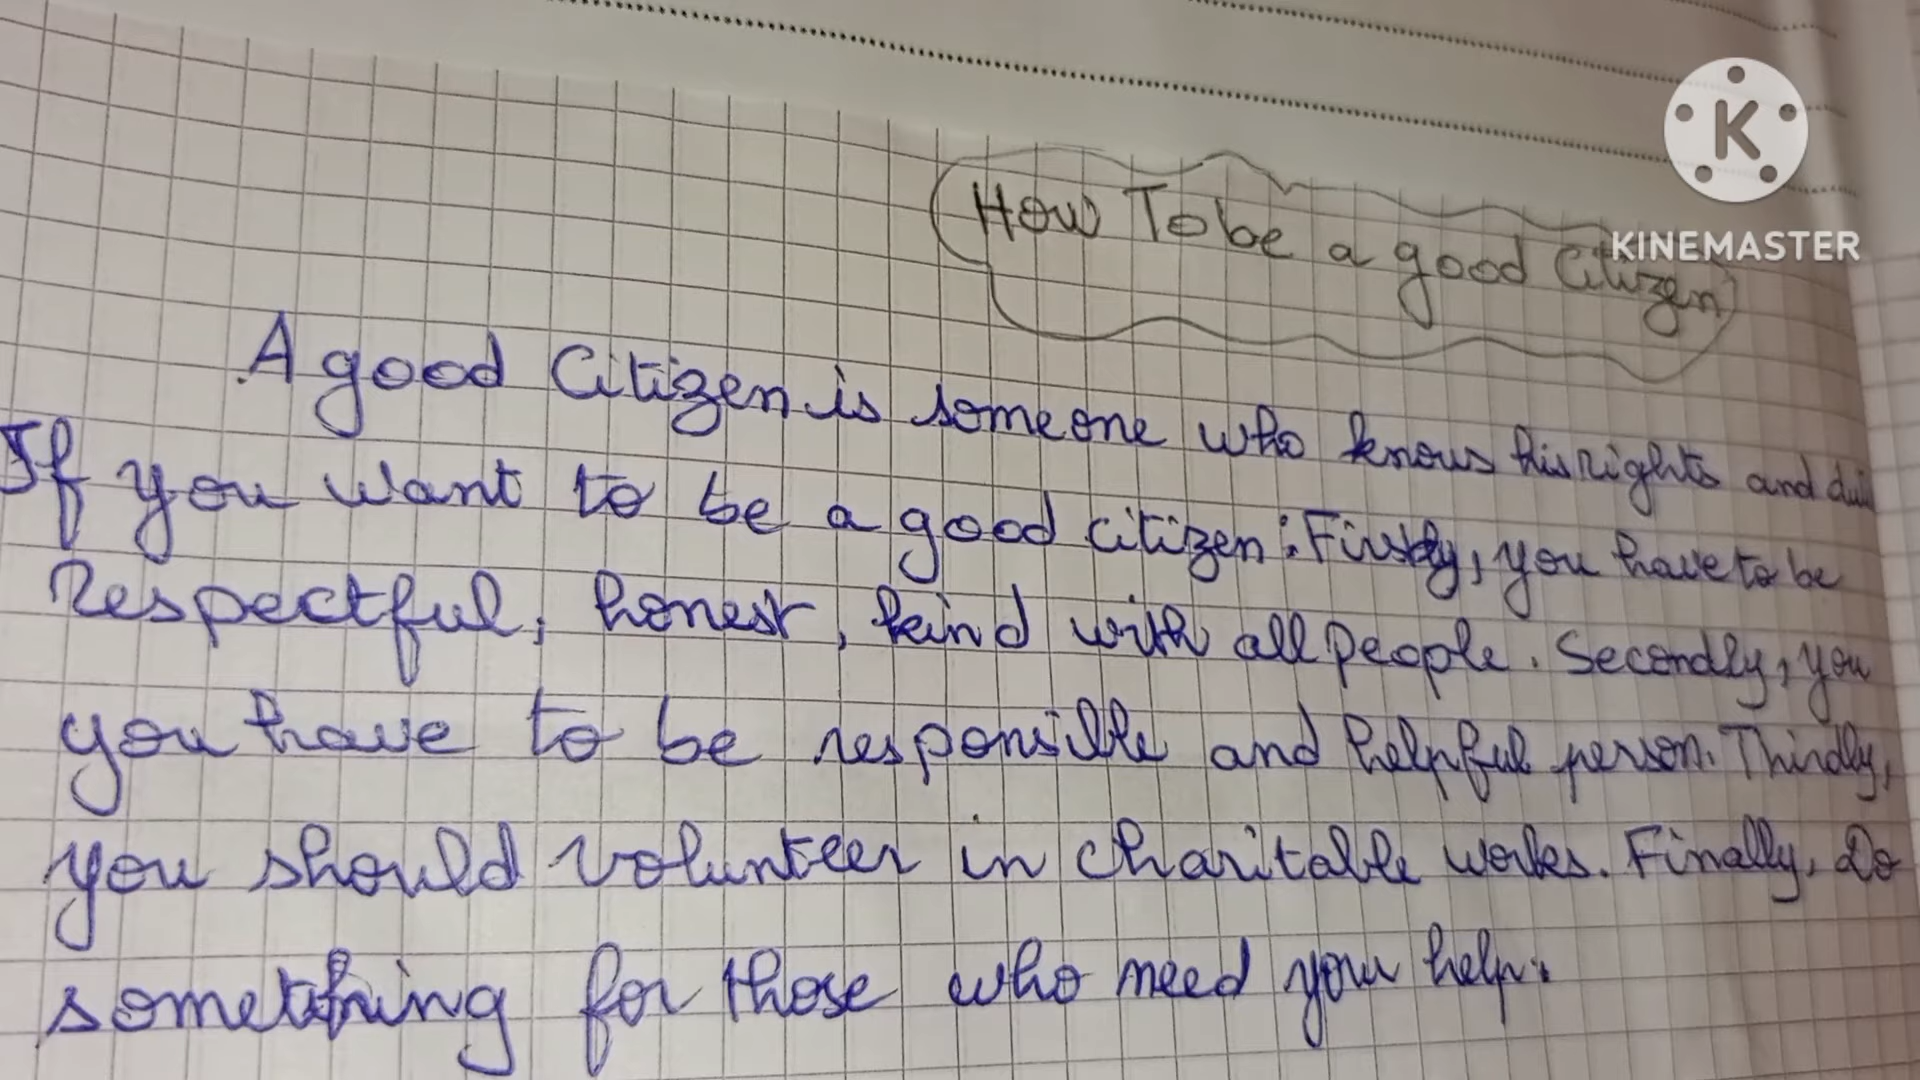 How To be a good Citizen
KINEMASTER
A good Citizen is someone who knows his rights and
If you want to be a good citizen: Firstly, you have to be
Respectful, honest, kind with all people. Secondly, you
you have to be responsible and helpful person. Thirdly,
you should volunteer in charitable works. Finally, Do
something for those who need your help.